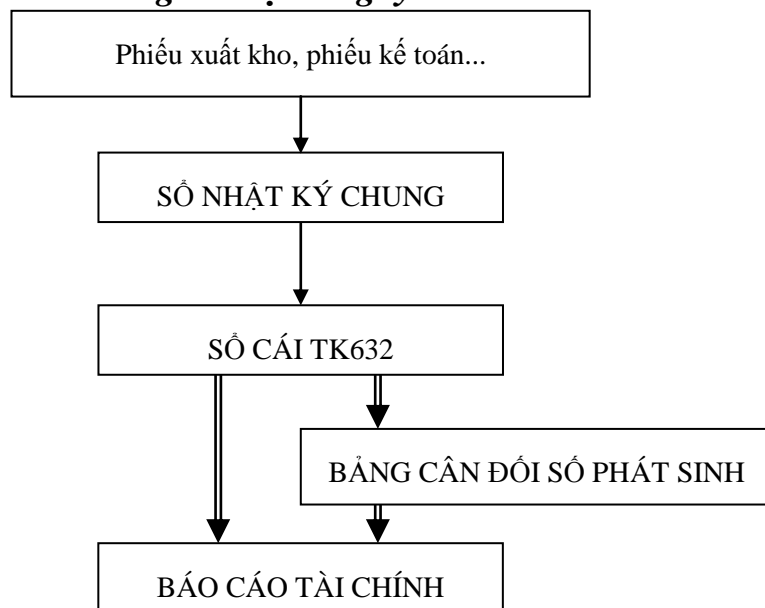 Phiếu xuất kho, phiếu kế toán...
SỔ NHẬT KÝ CHUNG
SỔ CÁI TK632
BẢNG CÂN ĐỐI SỐ PHÁT SINH
BÁO CÁO TÀI CHÍNH